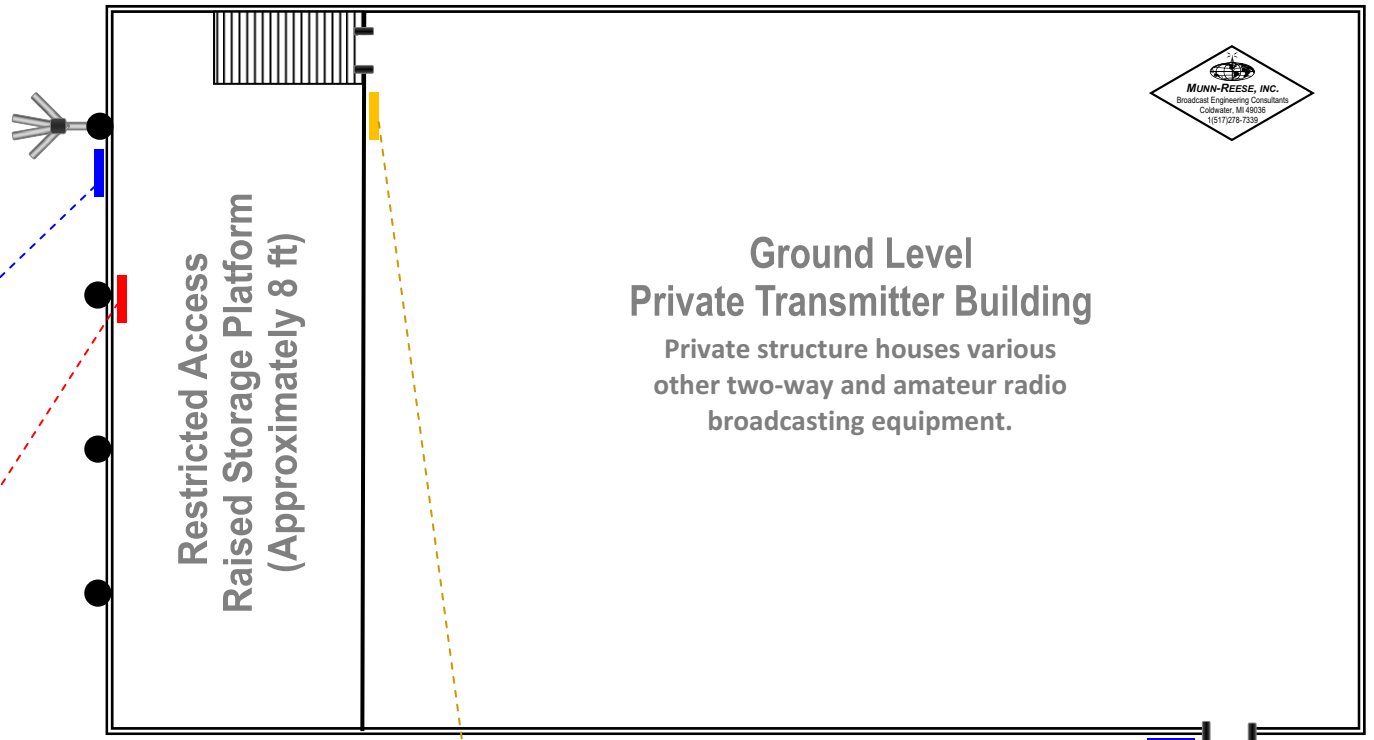 MUNN-REESE, INC.
Broadcast Engineering Consultants
Coldwater, MI 49036
1(517)278-7339
Restricted Access
Raised Storage Platform
(Approximately 8 ft)
Ground Level
Private Transmitter Building
Private structure houses various
other two-way and amateur radio
broadcasting equipment.